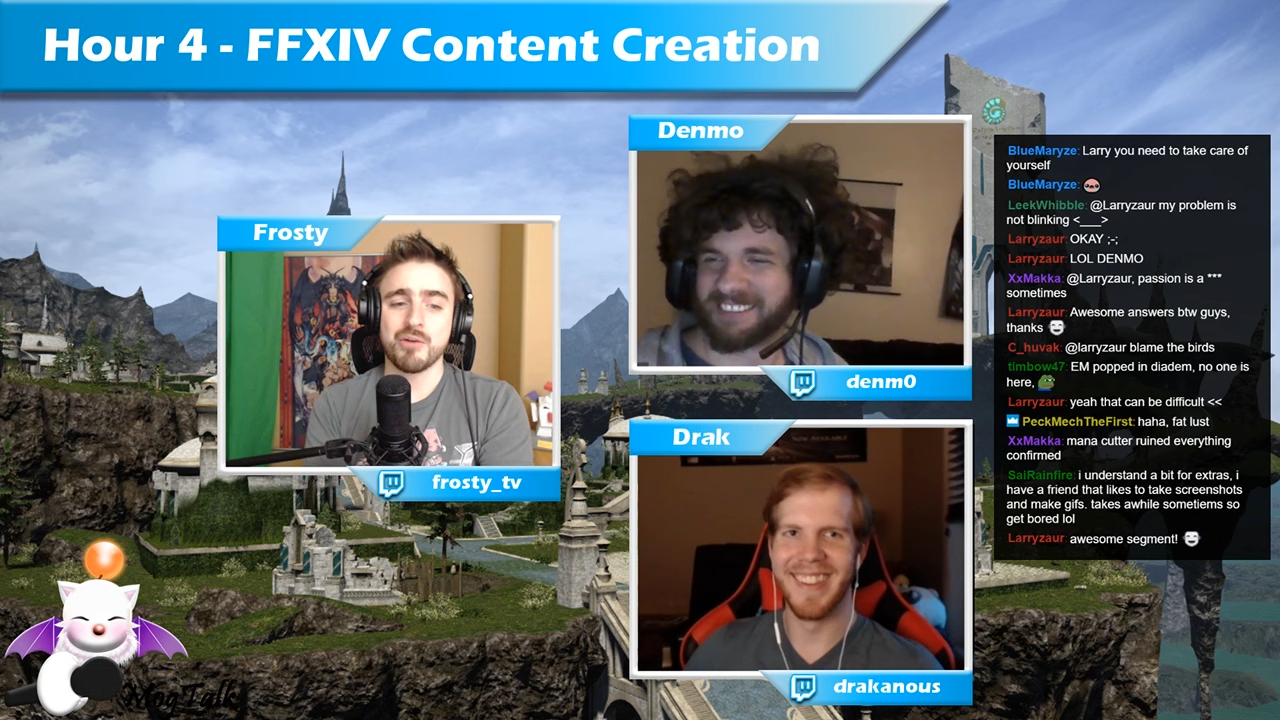 Hour 4 - FFXIV Content Creation
Frosty
frosty_tv
Denmo
denm0
Drak
NOW AVAILABLE
drakanous
BlueMaryze: Larry you need to take care of
yourself
BlueMaryze:
LeekWhibble: @Larryzaur my problem is
not blinking <___>
Larryzaur: OKAY ;-;
Larryzaur: LOL DENMO
XxMakka: @Larryzaur, passion is a ***
sometimes
Larryzaur: Awesome answers btw guys,
thanks
C_huvak: @larryzaur blame the birds
timbow47: EM popped in diadem, no one is
here,
Larryzaur: yeah that can be difficult <<
PeckMechTheFirst: haha, fat lust
XxMakka: mana cutter ruined everything
confirmed
SaiRainfire: i understand a bit for extras, i
have a friend that likes to take screenshots
and make gifs. takes awhile sometiems so
get bored lol
Larryzaur: awesome segment!
MogTalk